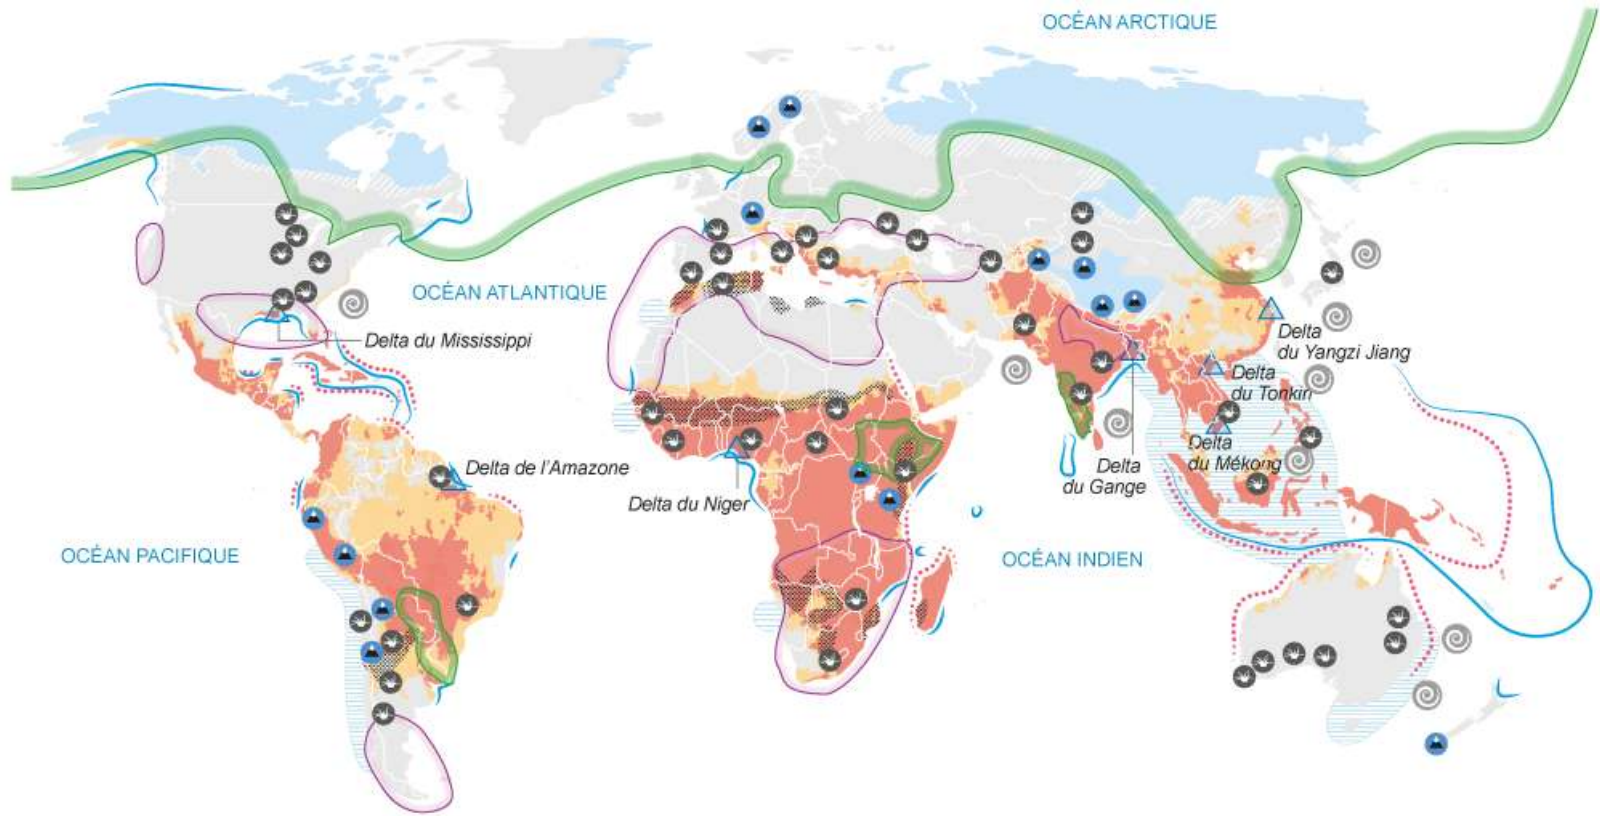 OCÉAN ARCTIQUE
OCÉAN ATLANTIQUE
Delta du Mississippi
Delta
du Yangzi Jiang
Delta
du Tonkin
Delta
du Mékong
Delta
du Gange
Delta de l'Amazone
Delta du Niger
OCÉAN PACIFIQUE
OCÉAN INDIEN